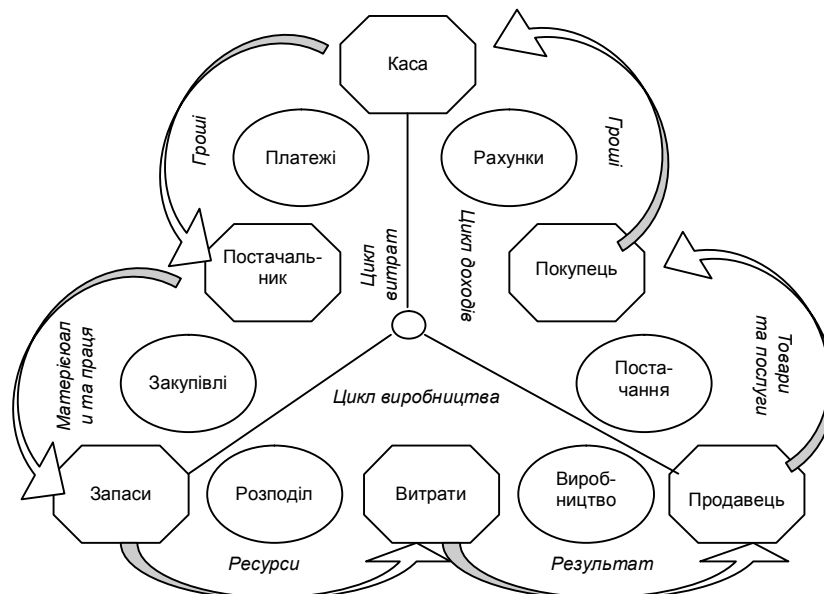 Каса
Гроші
Платежі
Рахунки
Гроші
Постачаль-
ник
Цикл
витрат
Цикл доходів
Покупець
Матерієюал
и та праця
Закупівлі
Цикл виробництва
Поста-
чання
Товари
та послуги
Запаси
Розподіл
Витрати
Вироб-
ництво
Продавець
Ресурси
Результат